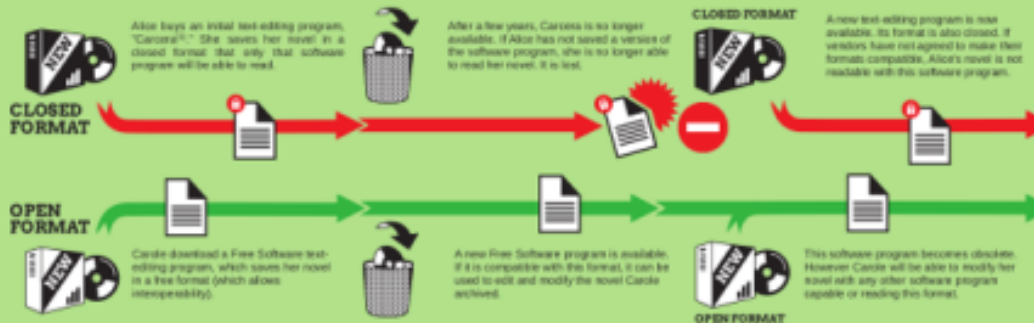 Alice buys an initial text-editing program,
"Carcena". She saves her novel in a
closed format that only that software
program will be able to read.
After a few years, Carcena is no longer
available. If Alice has not saved a version of
the software program, she is no longer able
to read her novel. It is lost.
CLOSED FORMAT
A new text-editing program is now
available. Its format is also closed. If
vendors have not agreed to make their
formats compatible, Alice's novel is not
readable with this software program.
NEW
NEW
CLOSED
FORMAT
OPEN
FORMAT
NEW
NEW
Carole download a Free Software text-
editing program, which saves her novel
in a free format (which allows
interoperability).
A new Free Software program is available.
If it is compatible with this format, it can be
used to edit and modify the novel Carole
archived.
This software program becomes obsolete.
However Carole will be able to modify her
novel with any other software program
capable or reading this format.
OPEN FORMAT